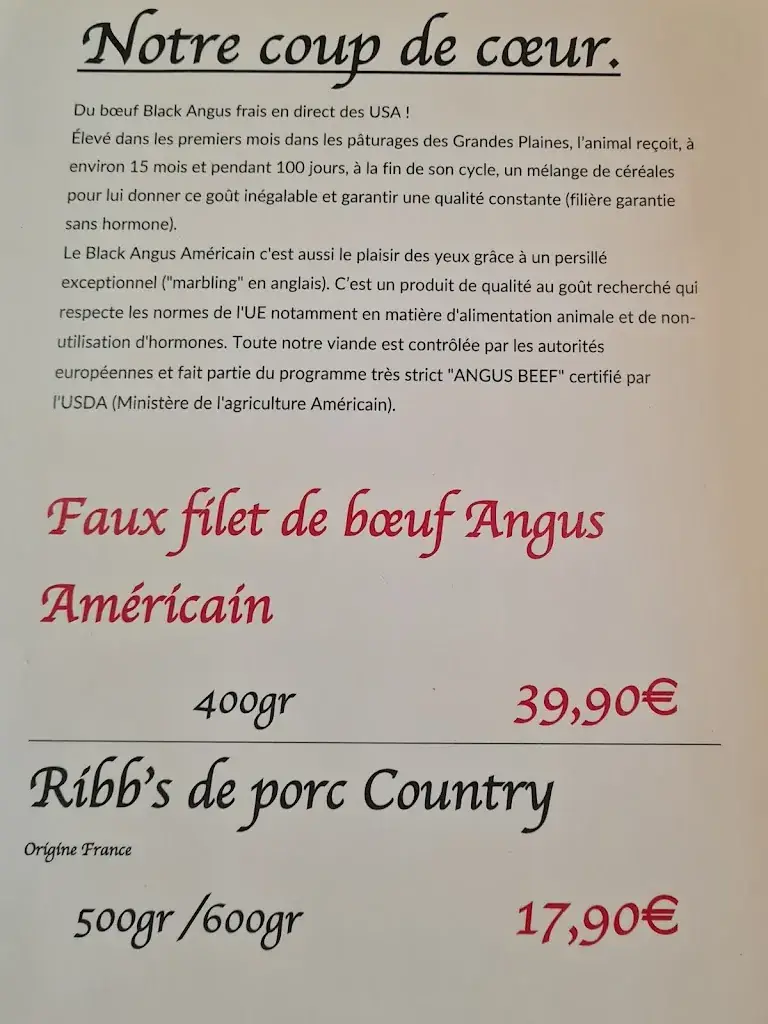 Notre coup de cœur.
Du bœuf Black Angus frais en direct des USA !
Élevé dans les premiers mois dans les pâturages des Grandes Plaines, l'animal reçoit, à
environ 15 mois et pendant 100 jours, à la fin de son cycle, un mélange de céréales
pour lui donner ce goût inégalable et garantir une qualité constante (filière garantie
sans hormone).
Le Black Angus Américain c'est aussi le plaisir des yeux grâce à un persillé
exceptionnel ("marbling" en anglais). C'est un produit de qualité au goût recherché qui
respecte les normes de l'UE notamment en matière d'alimentation animale et de non-
utilisation d'hormones. Toute notre viande est contrôlée par les autorités
européennes et fait partie du programme très strict "ANGUS BEEF" certifié par
l'USDA (Ministère de l'agriculture Américain).
Faux filet de bœuf Angus
Américain
400gr 39,90€
Ribb's de porc Country
Origine France
500gr /600gr 17,90€